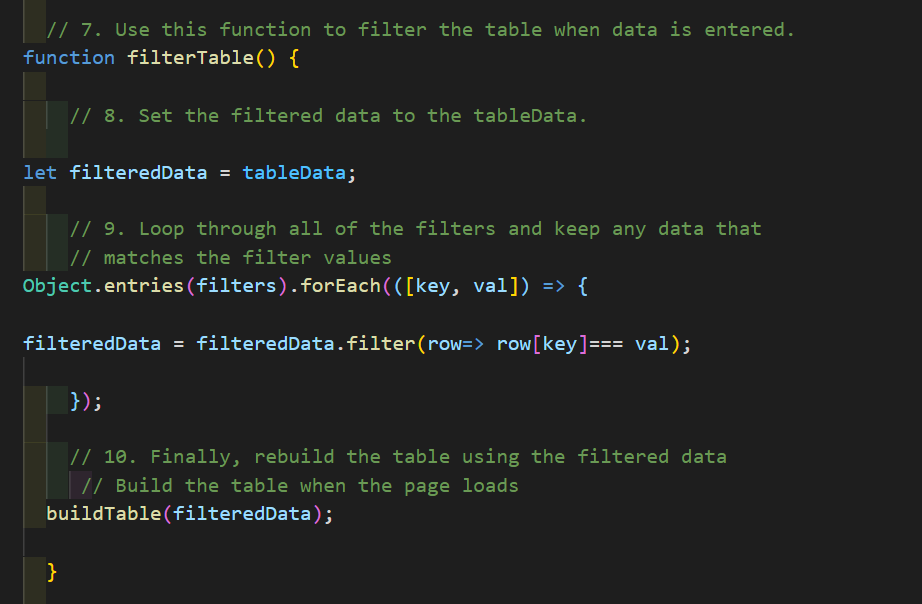 // 7. Use this function to filter the table when data is entered.
function filterTable() {
// 8. Set the filtered data to the tableData.
let filteredData = tableData;
// 9. Loop through all of the filters and keep any data that
// matches the filter values
Object.entries(filters).forEach(([key, val]) => {
filteredData = filteredData.filter(row=> row[key]=== val);
});
// 10. Finally, rebuild the table using the filtered data
// Build the table when the page loads
buildTable(filteredData);
}